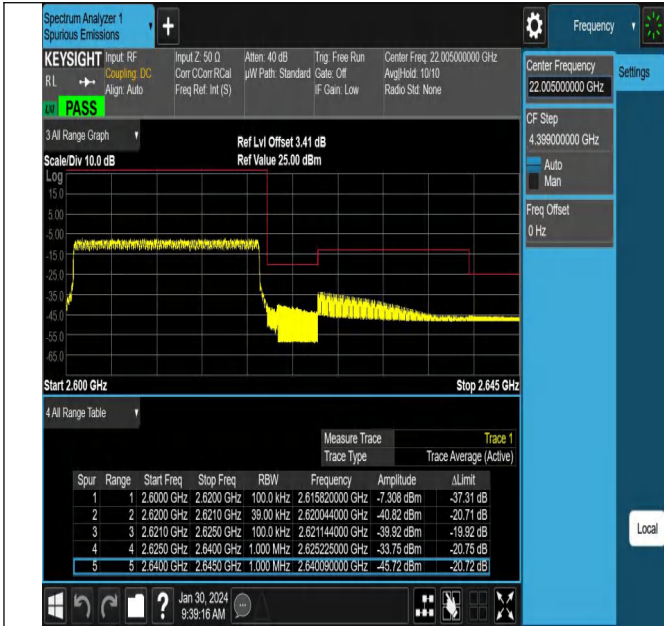 Spectrum Analyzer 1
Spurious Emissions
Frequency
KEYSIGHT Input: RF Input Z: 50 Ω Atten: 40 dB Trig: Free Run Center Freq: 22.005000000 GHz
RL Coupling: DC Corr CCorr RCal µW Path: Standard Gate: Off Avg|Hold: 10/10
Align: Auto Freq Ref: Int (S) IF Gain: Low Radio Std: None
PASS
Center Frequency
22.005000000 GHz
Settings
CF Step
4.399000000 GHz
Auto
Man
Freq Offset
0 Hz
Local
3 All Range Graph
Ref Lvl Offset 3.41 dB
Scale/Div 10.0 dB Ref Value 25.00 dBm
Log
15.0
5.00
-5.00
-15.0
-25.0
-35.0
-45.0
-55.0
-65.0
Start 2.600 GHz Stop 2.645 GHz
4 All Range Table
Measure Trace Trace 1
Trace Type Trace Average (Active)
Spur Range Start Freq Stop Freq RBW Frequency Amplitude ΔLimit
1 1 2.6000 GHz 2.6200 GHz 100.0 kHz 2.615820000 GHz -7.308 dBm -37.31 dB
2 2 2.6200 GHz 2.6210 GHz 39.00 kHz 2.620044000 GHz -40.82 dBm -20.71 dB
3 3 2.6210 GHz 2.6250 GHz 100.0 kHz 2.621144000 GHz -39.92 dBm -19.92 dB
4 4 2.6250 GHz 2.6400 GHz 1.000 MHz 2.625225000 GHz -33.75 dBm -20.75 dB
5 5 2.6400 GHz 2.6450 GHz 1.000 MHz 2.640090000 GHz -45.72 dBm -20.72 dB
Jan 30, 2024
9:39:16 AM